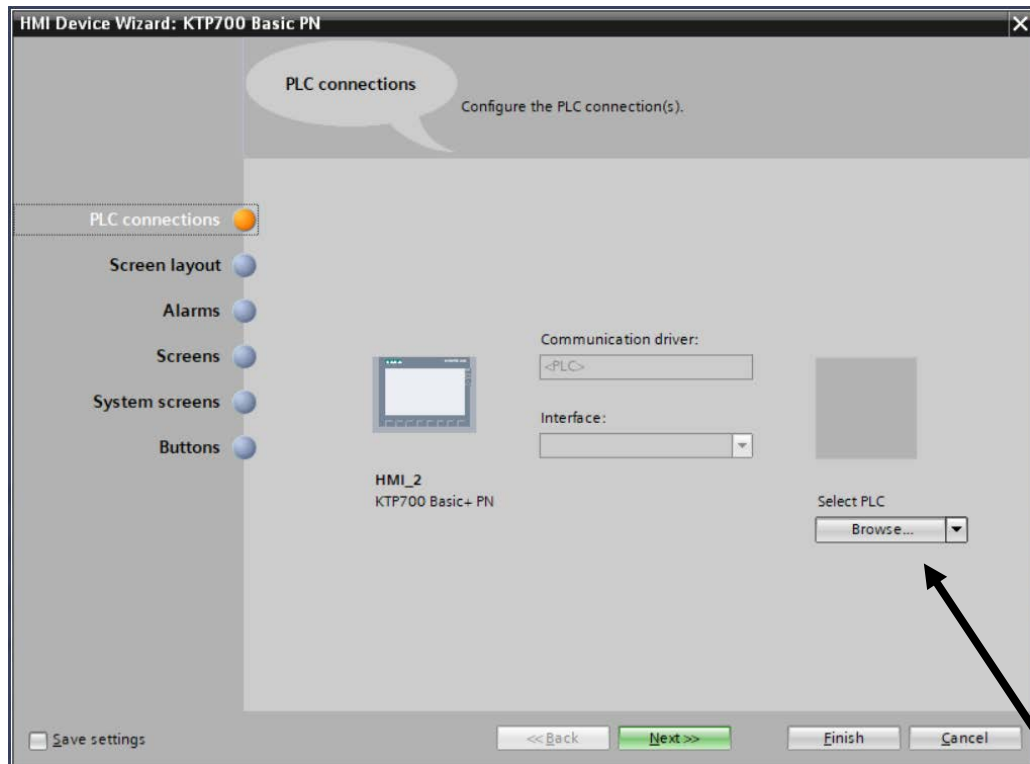 HMI Device Wizard: KTP700 Basic PN
PLC connections
Configure the PLC connection(s).
PLC connections
Screen layout
Alarms
Screens
System screens
Buttons
Communication driver:
<PLC>
Interface:
HMI_2
KTP700 Basic+ PN
Select PLC
Browse...
Save settings
<<Back
Next>>
Finish
Cancel